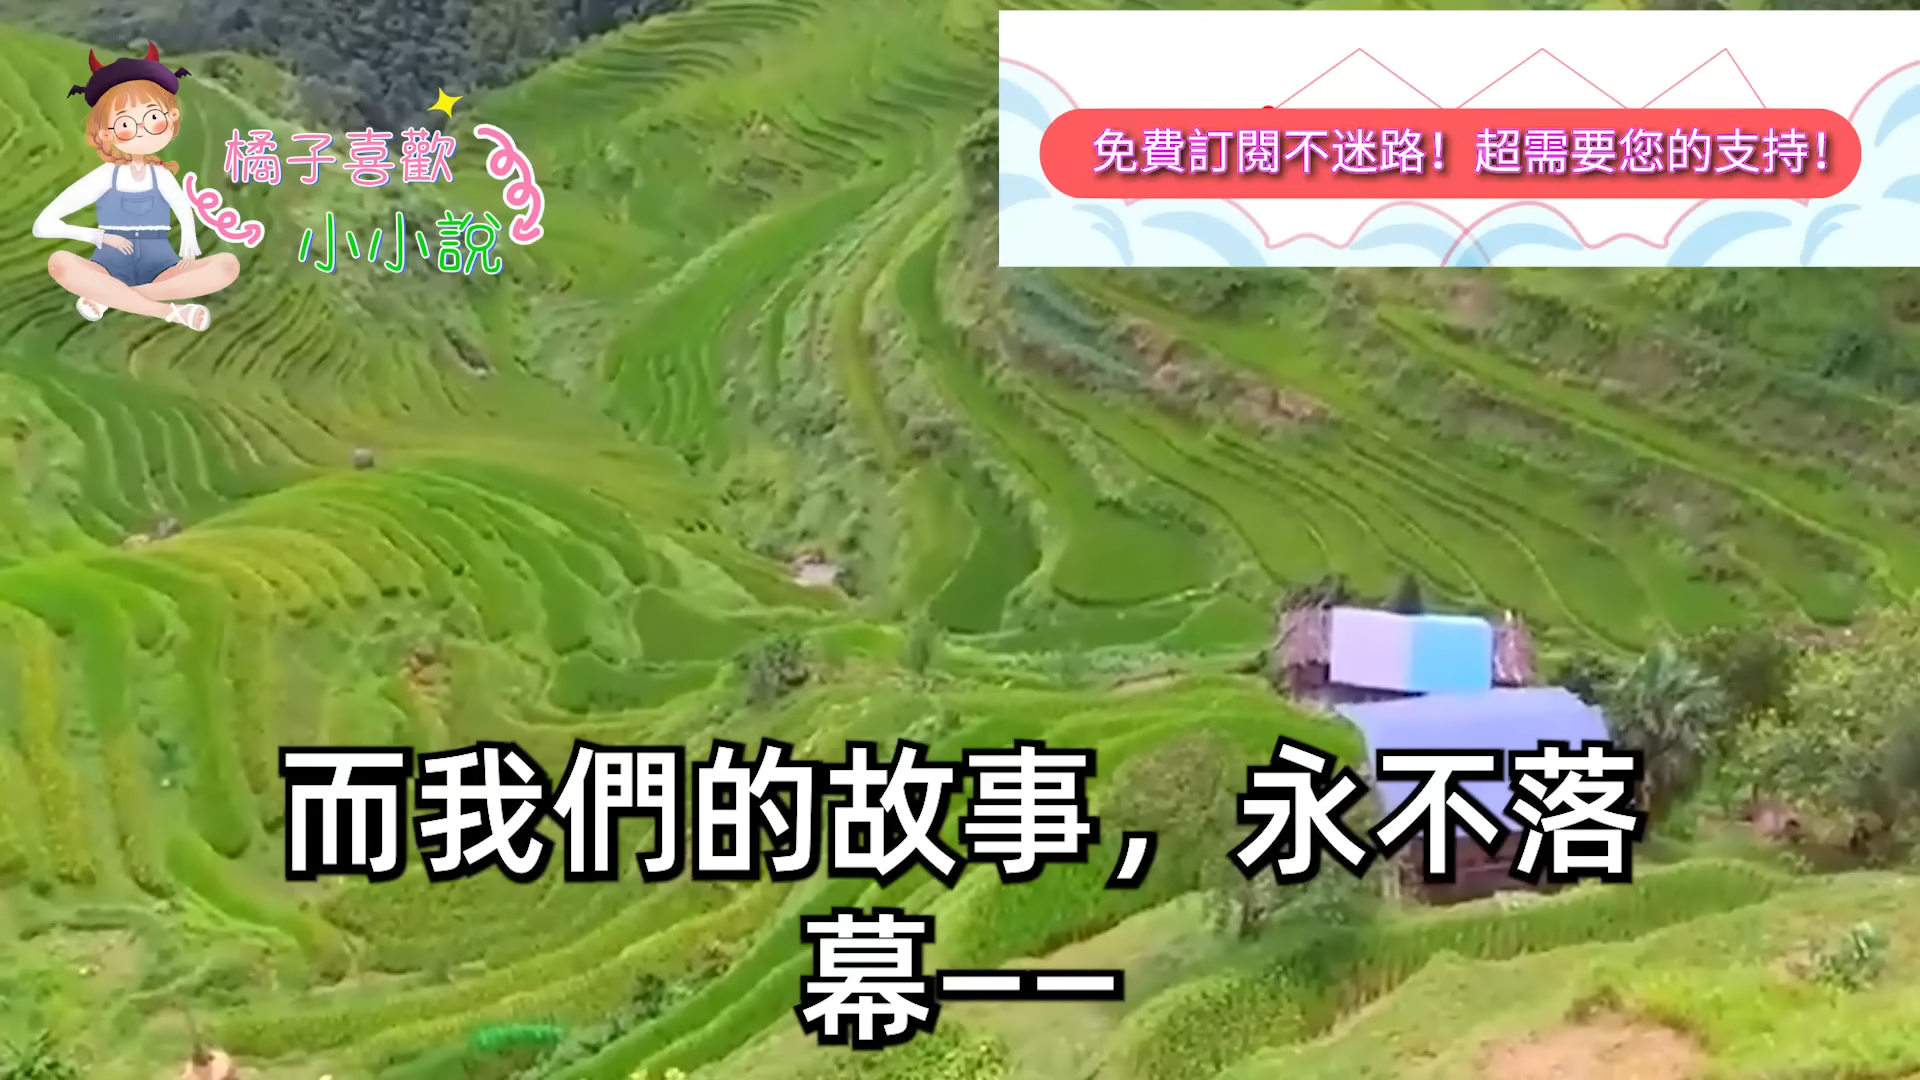 橘子喜歡
小小說
免費訂閱不迷路！超需要您的支持！
而我們的故事，永不落
幕——